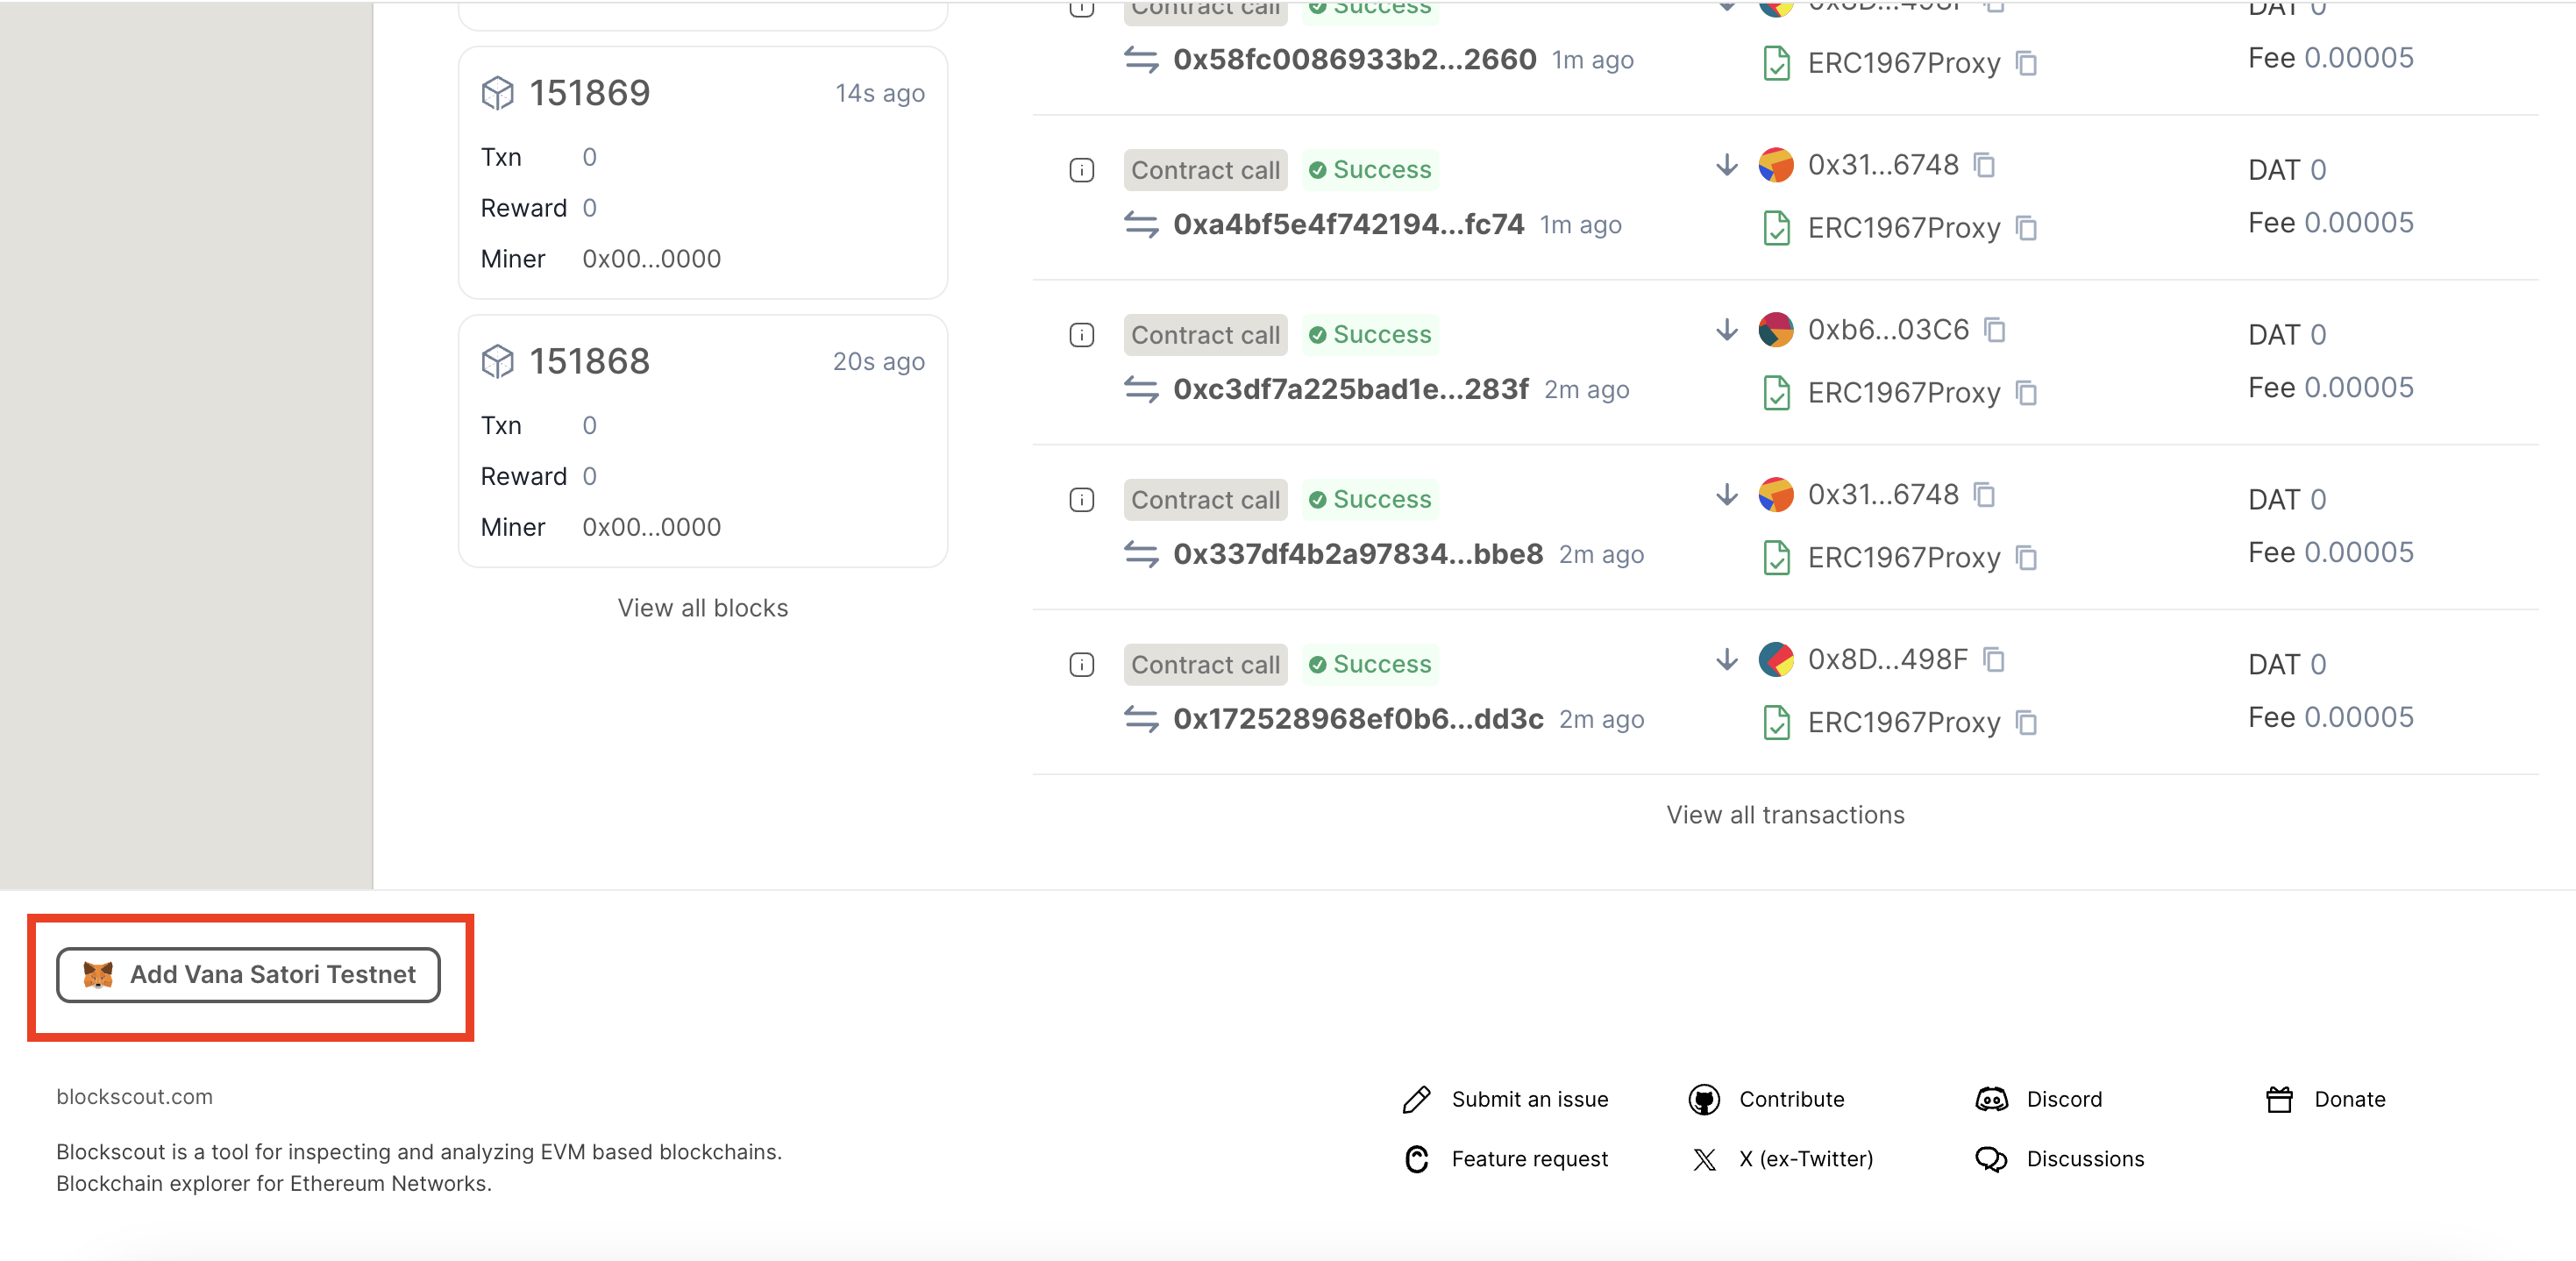 151869 14s ago
Txn 0
Reward 0
Miner 0x00...0000
151868 20s ago
Txn 0
Reward 0
Miner 0x00...0000
View all blocks
Contract call Success 0x8D...498F DAT 0
0x58fc0086933b2...2660 1m ago ERC1967Proxy Fee 0.00005
Contract call Success 0x31...6748 DAT 0
0xa4bf5e4f742194...fc74 1m ago ERC1967Proxy Fee 0.00005
Contract call Success 0xb6...03C6 DAT 0
0xc3df7a225bad1e...283f 2m ago ERC1967Proxy Fee 0.00005
Contract call Success 0x31...6748 DAT 0
0x337df4b2a97834...bbe8 2m ago ERC1967Proxy Fee 0.00005
Contract call Success 0x8D...498F DAT 0
0x172528968ef0b6...dd3c 2m ago ERC1967Proxy Fee 0.00005
View all transactions
Add Vana Satori Testnet
blockscout.com
Blockscout is a tool for inspecting and analyzing EVM based blockchains.
Blockchain explorer for Ethereum Networks.
Submit an issue Contribute Discord Donate
Feature request X (ex-Twitter) Discussions